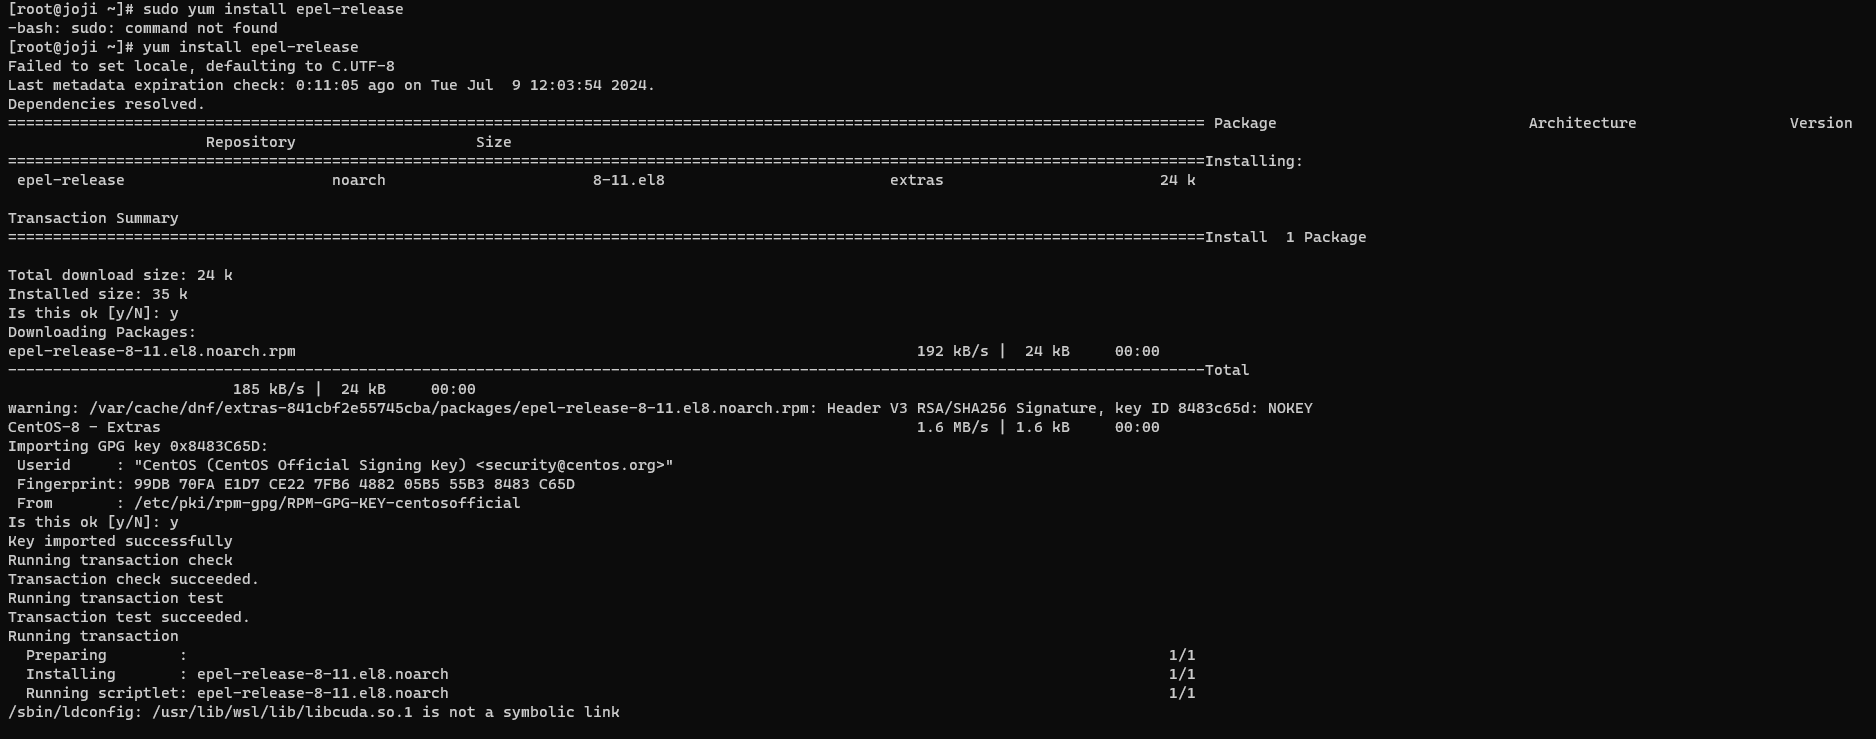 [root@joji ~]# sudo yum install epel-release
-bash: sudo: command not found
[root@joji ~]# yum install epel-release
Failed to set locale, defaulting to C.UTF-8
Last metadata expiration check: 0:11:05 ago on Tue Jul  9 12:03:54 2024.
Dependencies resolved.
===================================================================================================================================== Package                            Architecture                 Version
                      Repository                    Size
=====================================================================================================================================Installing:
 epel-release                       noarch                       8-11.el8                         extras                        24 k

Transaction Summary
=====================================================================================================================================Install  1 Package

Total download size: 24 k
Installed size: 35 k
Is this ok [y/N]: y
Downloading Packages:
epel-release-8-11.el8.noarch.rpm                                                                     192 kB/s |  24 kB     00:00
-------------------------------------------------------------------------------------------------------------------------------------Total
                         185 kB/s |  24 kB     00:00
warning: /var/cache/dnf/extras-841cbf2e55745cba/packages/epel-release-8-11.el8.noarch.rpm: Header V3 RSA/SHA256 Signature, key ID 8483c65d: NOKEY
CentOS-8 - Extras                                                                                    1.6 MB/s | 1.6 kB     00:00
Importing GPG key 0x8483C65D:
 Userid     : "CentOS (CentOS Official Signing Key) <security@centos.org>"
 Fingerprint: 99DB 70FA E1D7 CE22 7FB6 4882 05B5 55B3 8483 C65D
 From       : /etc/pki/rpm-gpg/RPM-GPG-KEY-centosofficial
Is this ok [y/N]: y
Key imported successfully
Running transaction check
Transaction check succeeded.
Running transaction test
Transaction test succeeded.
Running transaction
  Preparing        :                                                                                                             1/1
  Installing       : epel-release-8-11.el8.noarch                                                                                1/1
  Running scriptlet: epel-release-8-11.el8.noarch                                                                                1/1
/sbin/ldconfig: /usr/lib/wsl/lib/libcuda.so.1 is not a symbolic link